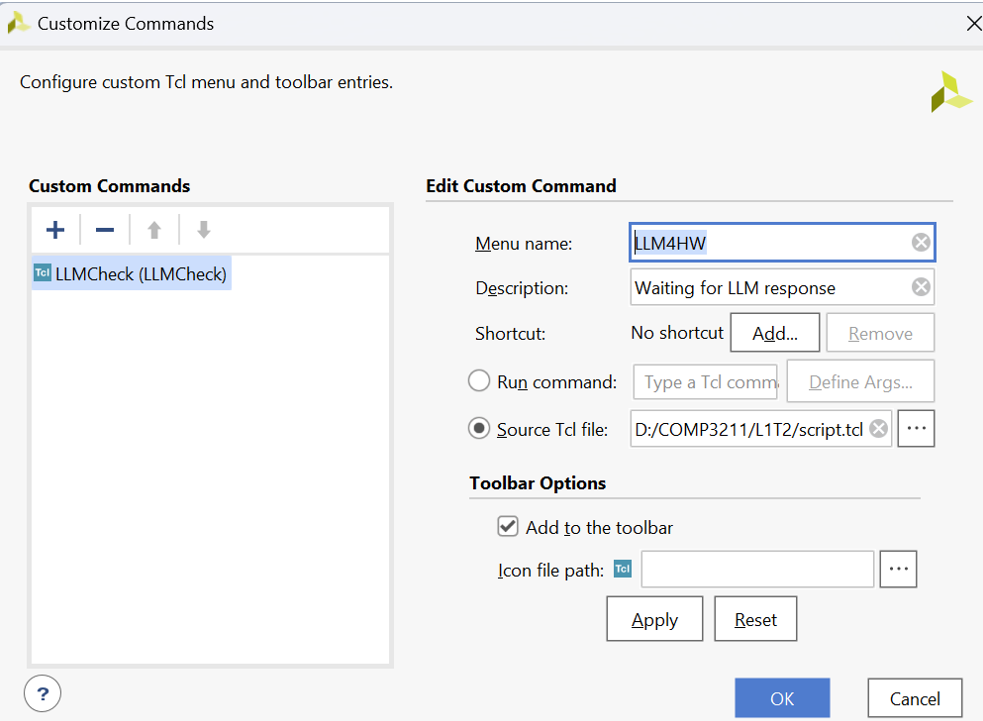 Customize Commands
Configure custom Tcl menu and toolbar entries.
Custom Commands
Tcl LLMCheck (LLMCheck)
Edit Custom Command
Menu name: LLM4HW
Description: Waiting for LLM response
Shortcut: No shortcut Add... Remove
Run command: Type a Tcl comma Define Args...
Source Tcl file: D:/COMP3211/L1T2/script.tcl ...
Toolbar Options
Add to the toolbar
Icon file path: Tcl ...
Apply Reset
? OK Cancel